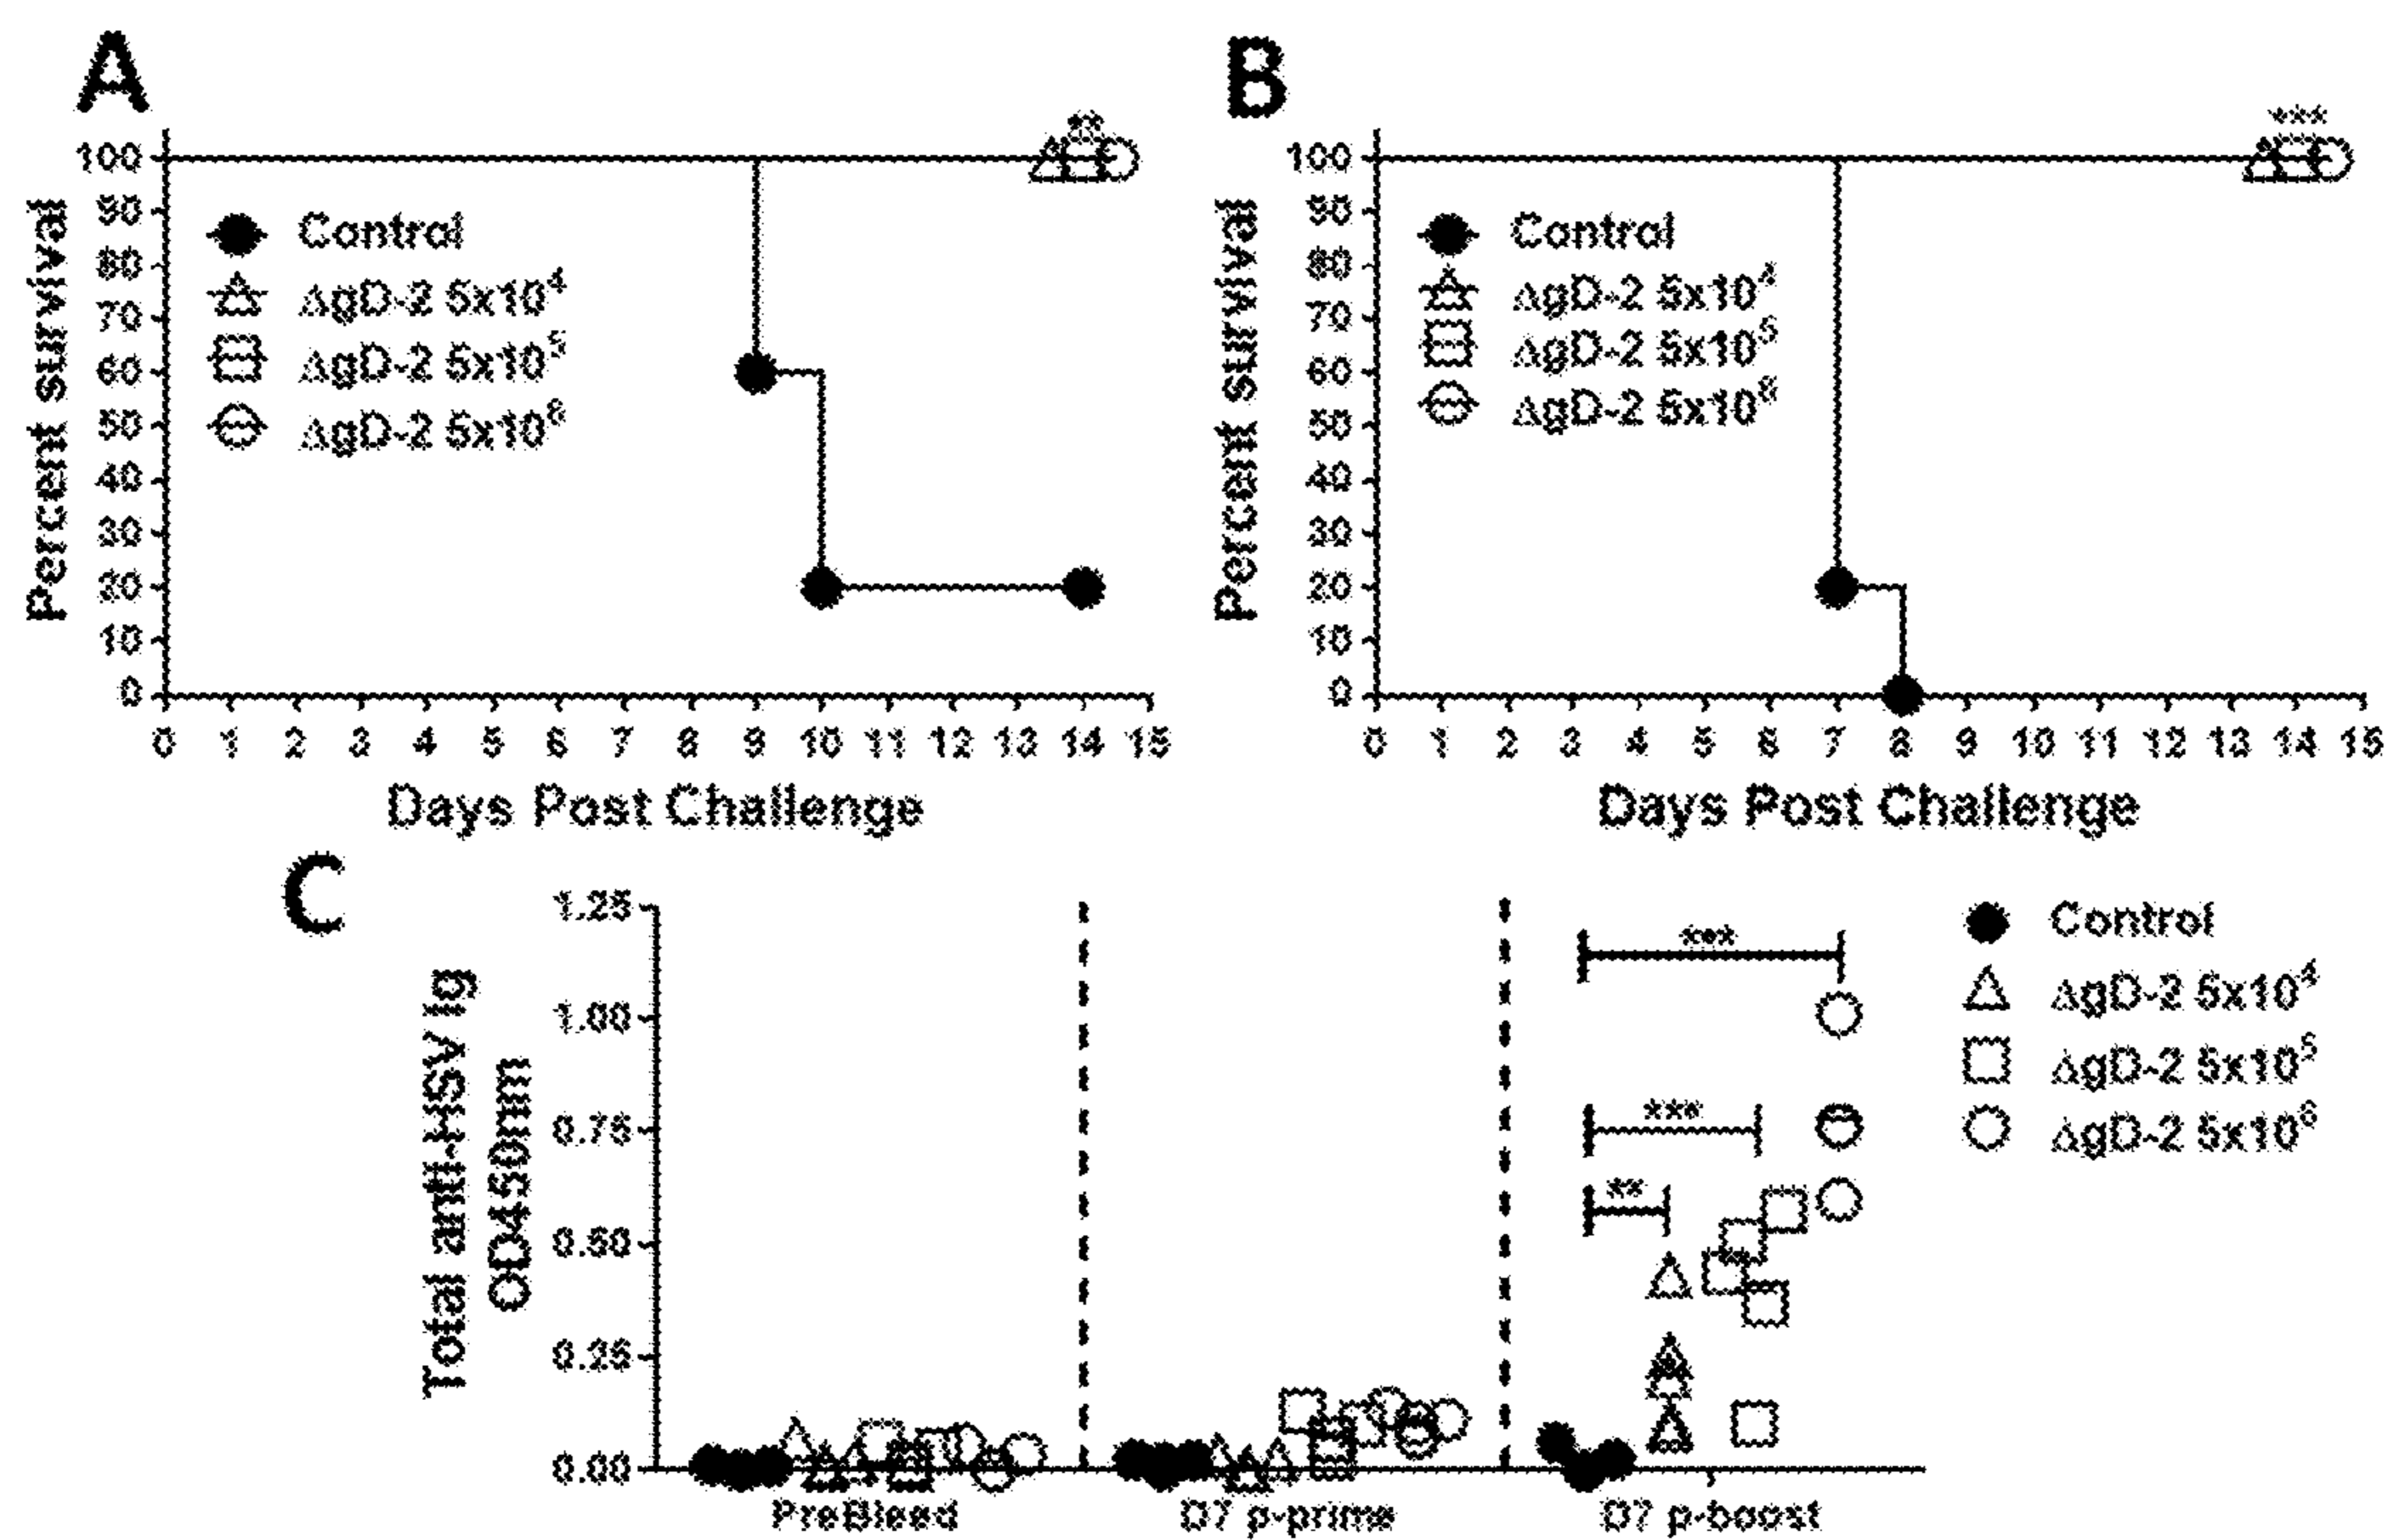 A
**
100
90
80
70
60
50
40
30
20
10
0
Percent survival
Control
ΔgD-2 5x10⁴
ΔgD-2 5x10⁵
ΔgD-2 5x10⁶
0 1 2 3 4 5 6 7 8 9 10 11 12 13 14 15
Days Post Challenge
B
***
100
90
80
70
60
50
40
30
20
10
0
Percent survival
Control
ΔgD-2 5x10⁴
ΔgD-2 5x10⁵
ΔgD-2 5x10⁶
0 1 2 3 4 5 6 7 8 9 10 11 12 13 14 15
Days Post Challenge
C
Total anti-HSV Ig
OD450nm
1.25
1.00
0.75
0.50
0.25
0.00
***
***
**
PreBleed D7 p-prime D7 p-boost
Control
ΔgD-2 5x10⁴
ΔgD-2 5x10⁵
ΔgD-2 5x10⁶